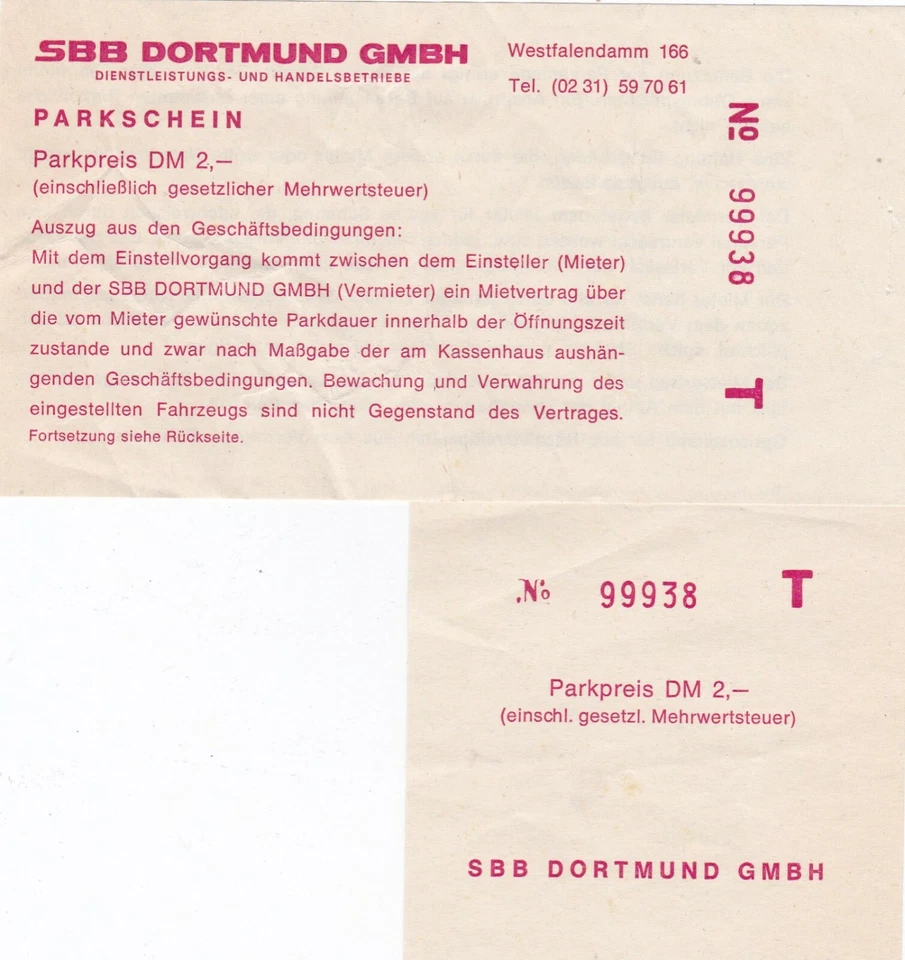 SBB DORTMUND GMBH
DIENSTLEISTUNGS- UND HANDELSBETRIEBE
Westfalendamm 166
Tel. (02 31) 59 70 61
PARKSCHEIN
Parkpreis DM 2,—
(einschließlich gesetzlicher Mehrwertsteuer)
Auszug aus den Geschäftsbedingungen:
Mit dem Einstellvorgang kommt zwischen dem Einsteller (Mieter)
und der SBB DORTMUND GMBH (Vermieter) ein Mietvertrag über
die vom Mieter gewünschte Parkdauer innerhalb der Öffnungszeit
zustande und zwar nach Maßgabe der am Kassenhaus aushän-
genden Geschäftsbedingungen. Bewachung und Verwahrung des
eingestellten Fahrzeugs sind nicht Gegenstand des Vertrages.
Fortsetzung siehe Rückseite.
No 99938 T
No 99938 T
Parkpreis DM 2,—
(einschl. gesetzl. Mehrwertsteuer)
SBB DORTMUND GMBH